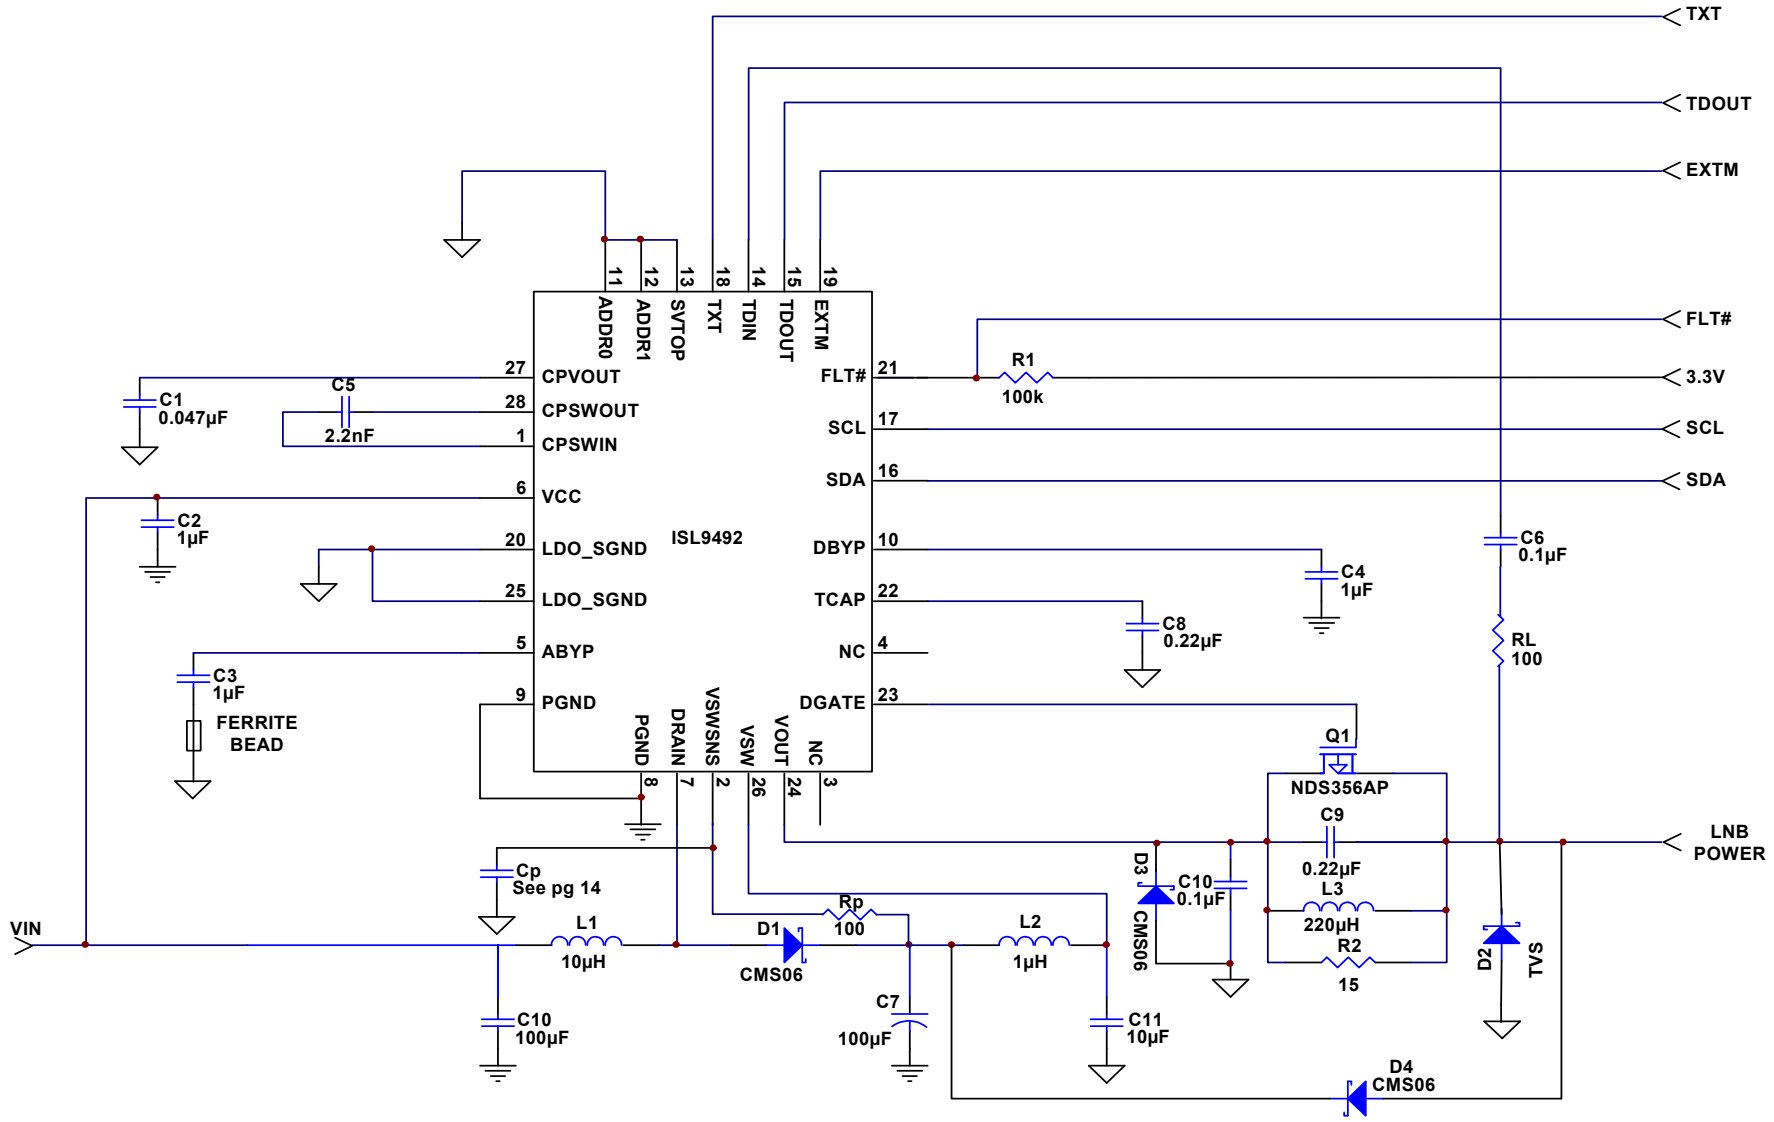 TXT
TDOUT
EXTM
11
12
13
18
14
15
19
ADDR0
ADDR1
SVTOP
TXT
TDIN
TDOUT
EXTM
FLT#
27
CPVOUT
FLT#
21
R1
100k
3.3V
C1
0.047µF
C5
2.2nF
28
CPSWOUT
1
CPSWIN
SCL
17
SCL
SDA
16
SDA
6
VCC
C2
1µF
ISL9492
20
LDO_SGND
DBYP
10
C4
1µF
C6
0.1µF
25
LDO_SGND
TCAP
22
C8
0.22µF
5
ABYP
NC
4
RL
100
C3
1µF
FERRITE
BEAD
9
PGND
DGATE
23
PGND
DRAIN
VSWSNS
VSW
VOUT
NC
8
7
2
26
24
3
Q1
NDS356AP
C9
0.22µF
LNB
POWER
Cp
See pg 14
D3
CMS06
C10
0.1µF
L3
220µH
R2
15
Rp
100
VIN
L1
10µH
D1
CMS06
L2
1µH
D2
TVS
C10
100µF
C7
100µF
C11
10µF
D4
CMS06